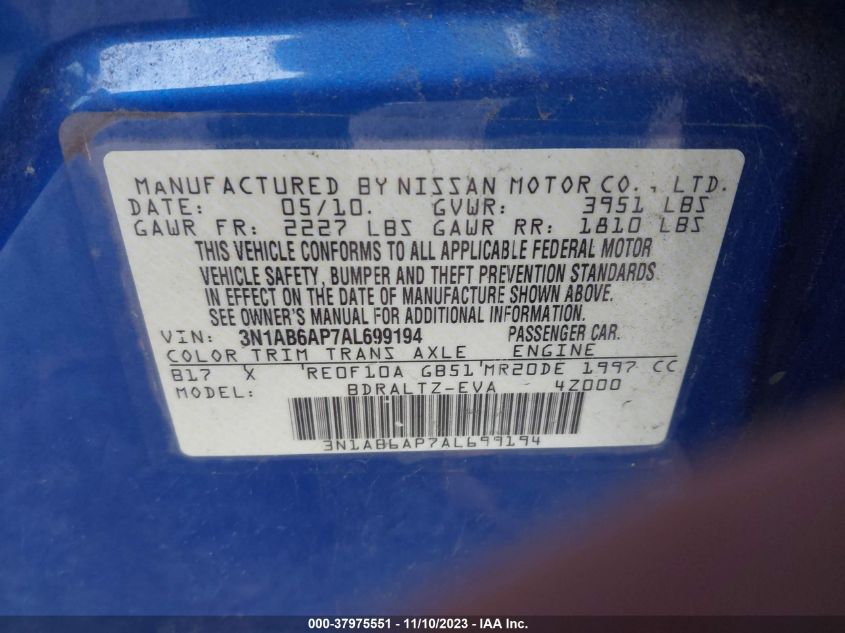 MANUFACTURED BY NISSAN MOTOR CO., LTD.
DATE: 05/10. GVWR: 3951 LBS
GAWR FR: 2227 LBS GAWR RR: 1810 LBS
THIS VEHICLE CONFORMS TO ALL APPLICABLE FEDERAL MOTOR
VEHICLE SAFETY, BUMPER AND THEFT PREVENTION STANDARDS
IN EFFECT ON THE DATE OF MANUFACTURE SHOWN ABOVE.
SEE OWNER'S MANUAL FOR ADDITIONAL INFORMATION.
VIN: 3N1AB6AP7AL699194 PASSENGER CAR.
COLOR TRIM TRANS AXLE ENGINE
B17 X RE0F10A GB51 MR20DE 1997 CC
MODEL: BDRALTZ-EVA 4Z000
3N1AB6AP7AL699194
000-37975551 - 11/10/2023 - IAA Inc.